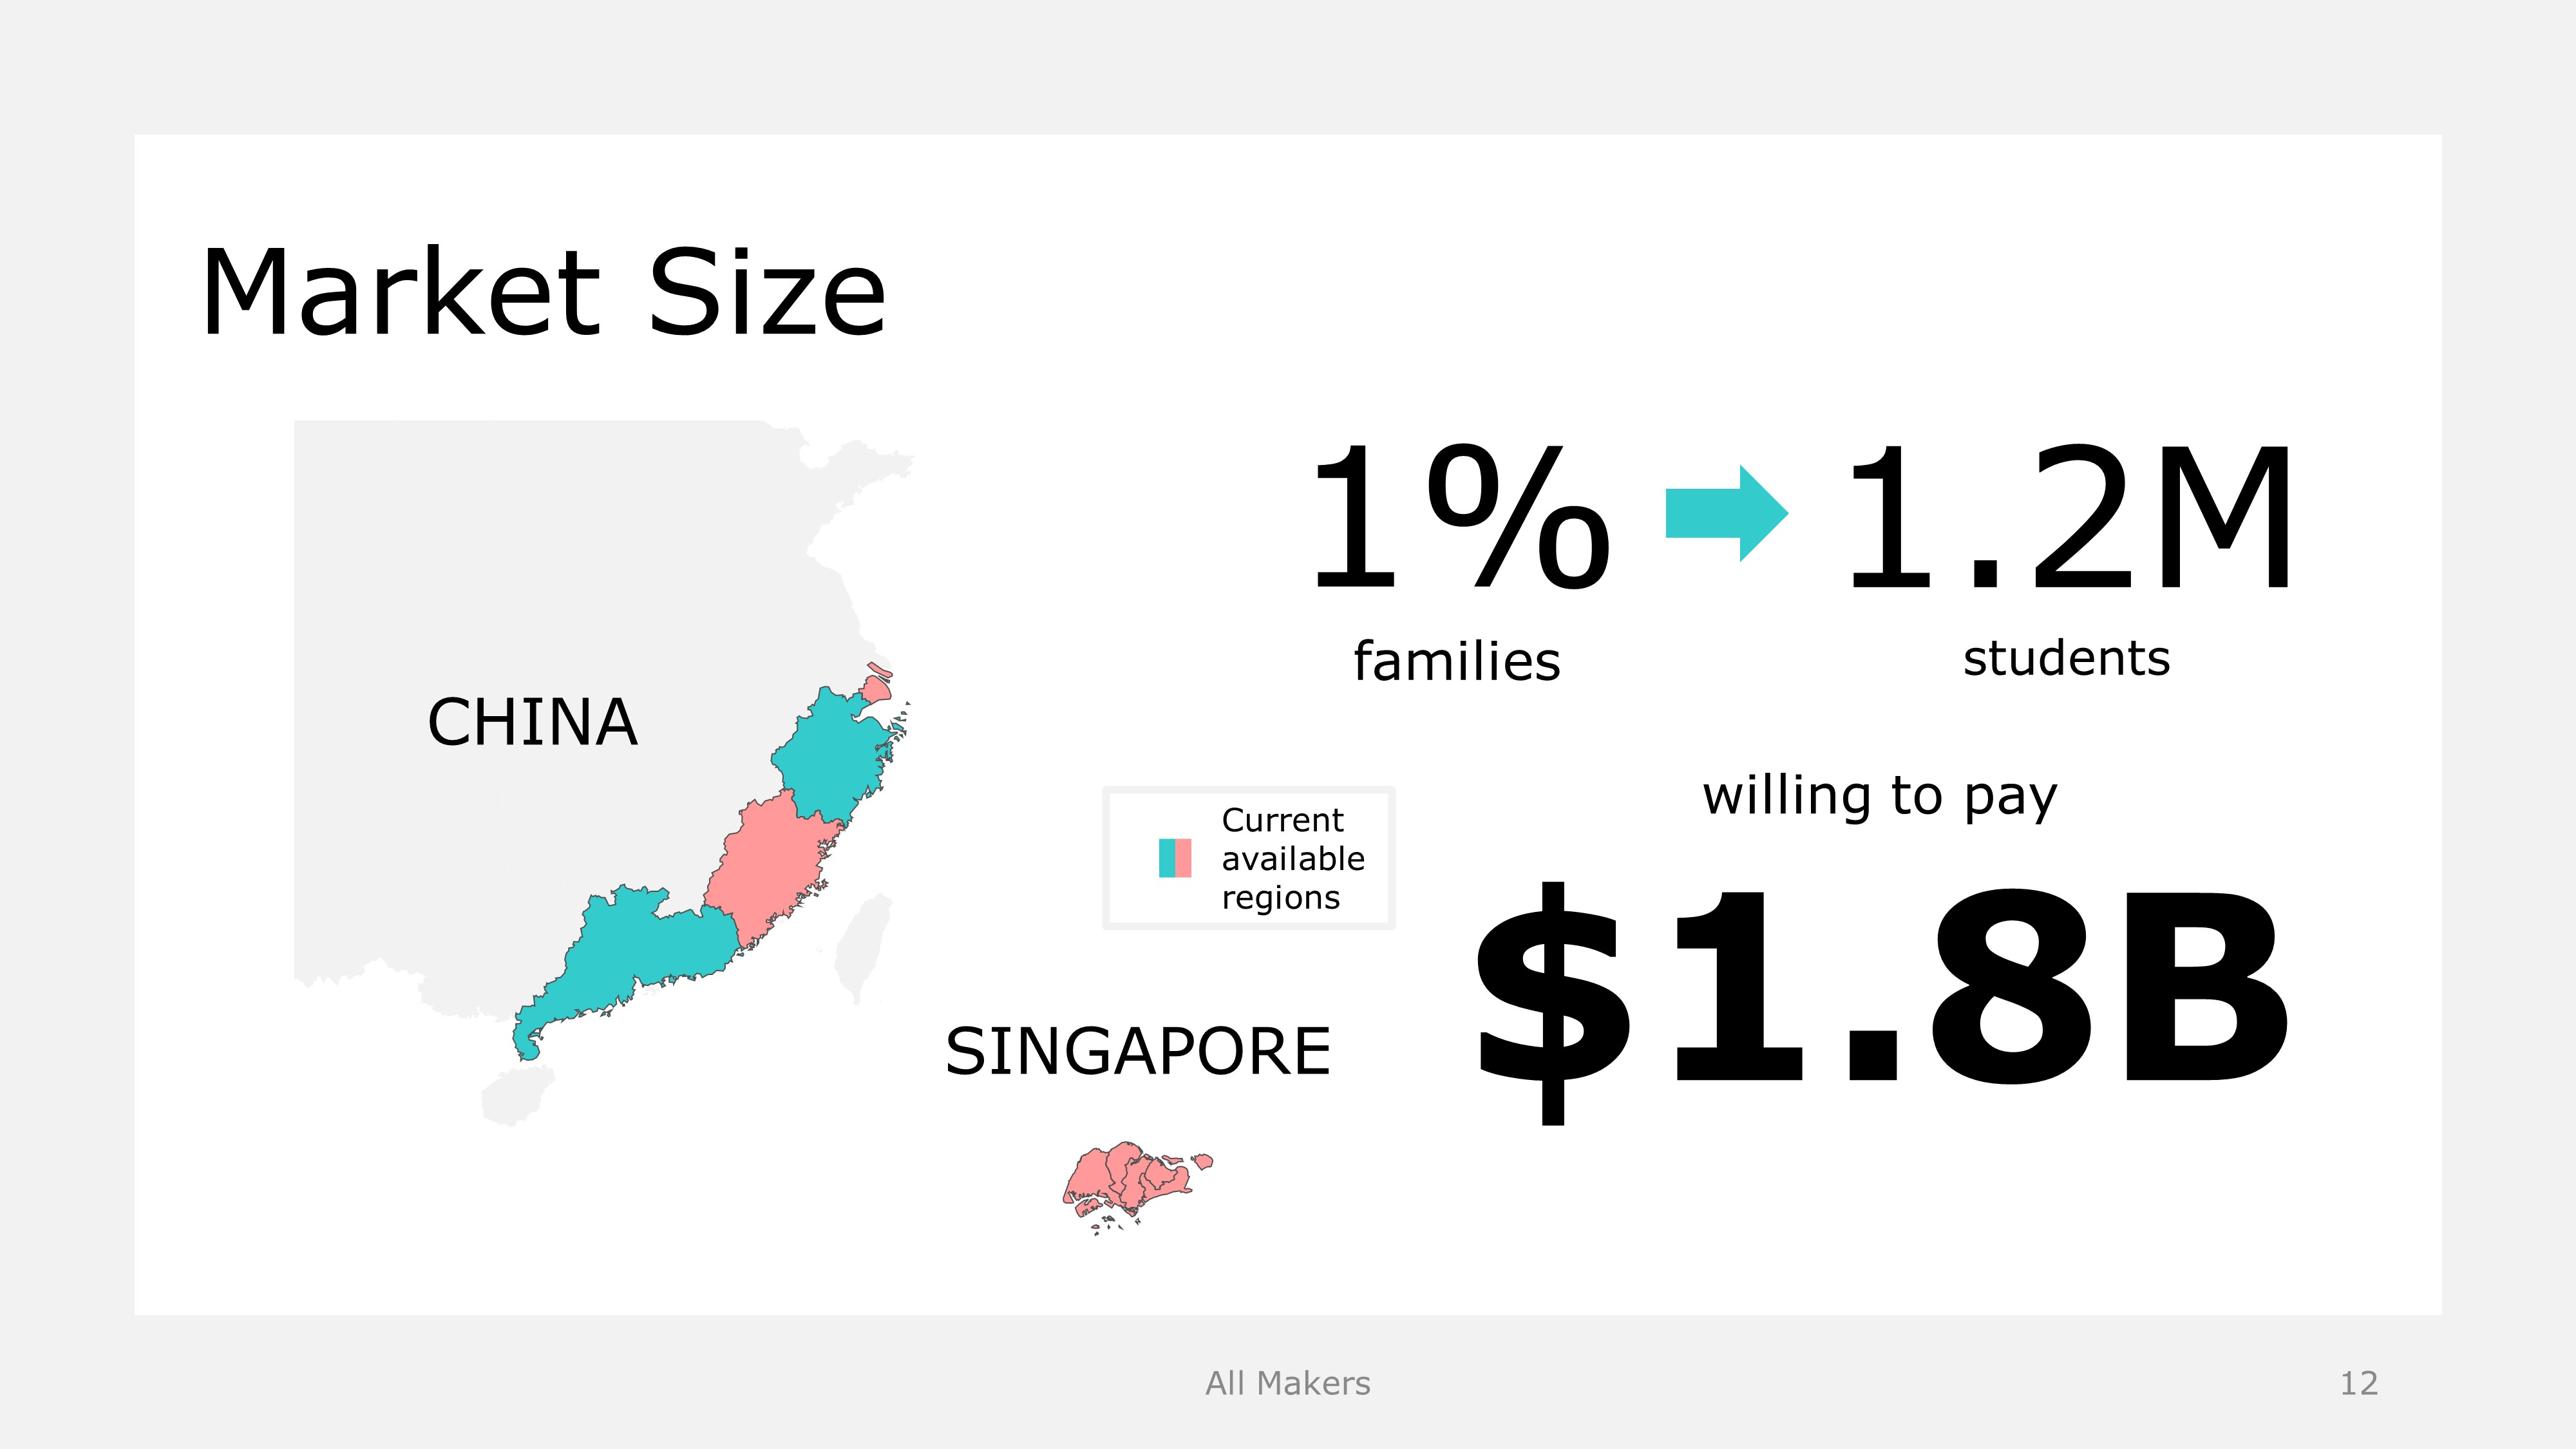 Market Size
1%
1.2M
families
students
CHINA
willing to pay
Current
available
regions
$1.8B
SINGAPORE
All Makers
12